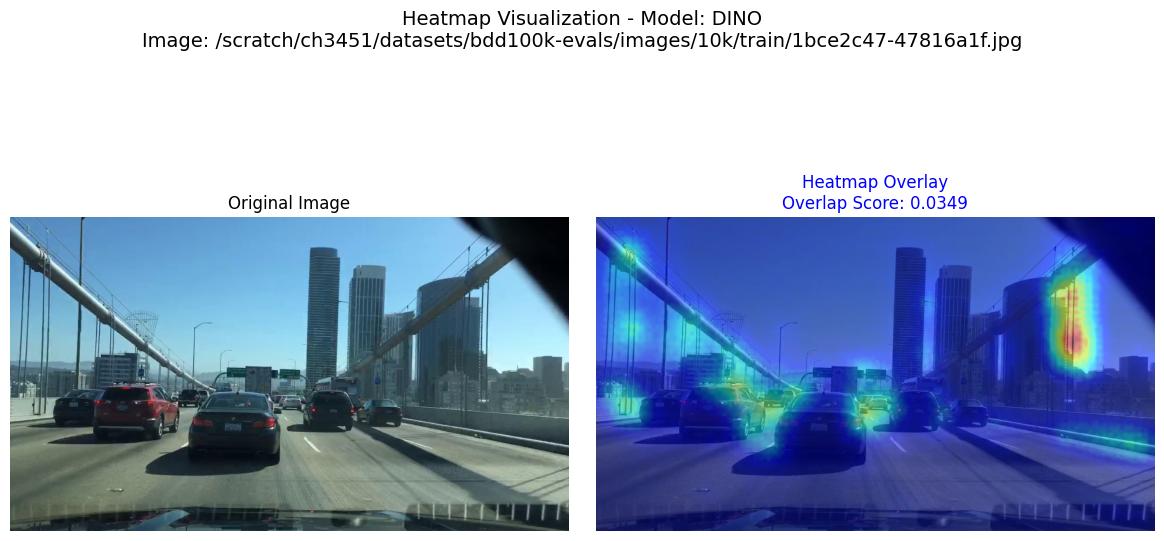 Heatmap Visualization - Model: DINO
Image: /scratch/ch3451/datasets/bdd100k-evals/images/10k/train/1bce2c47-47816a1f.jpg
Original Image
Heatmap Overlay
Overlap Score: 0.0349